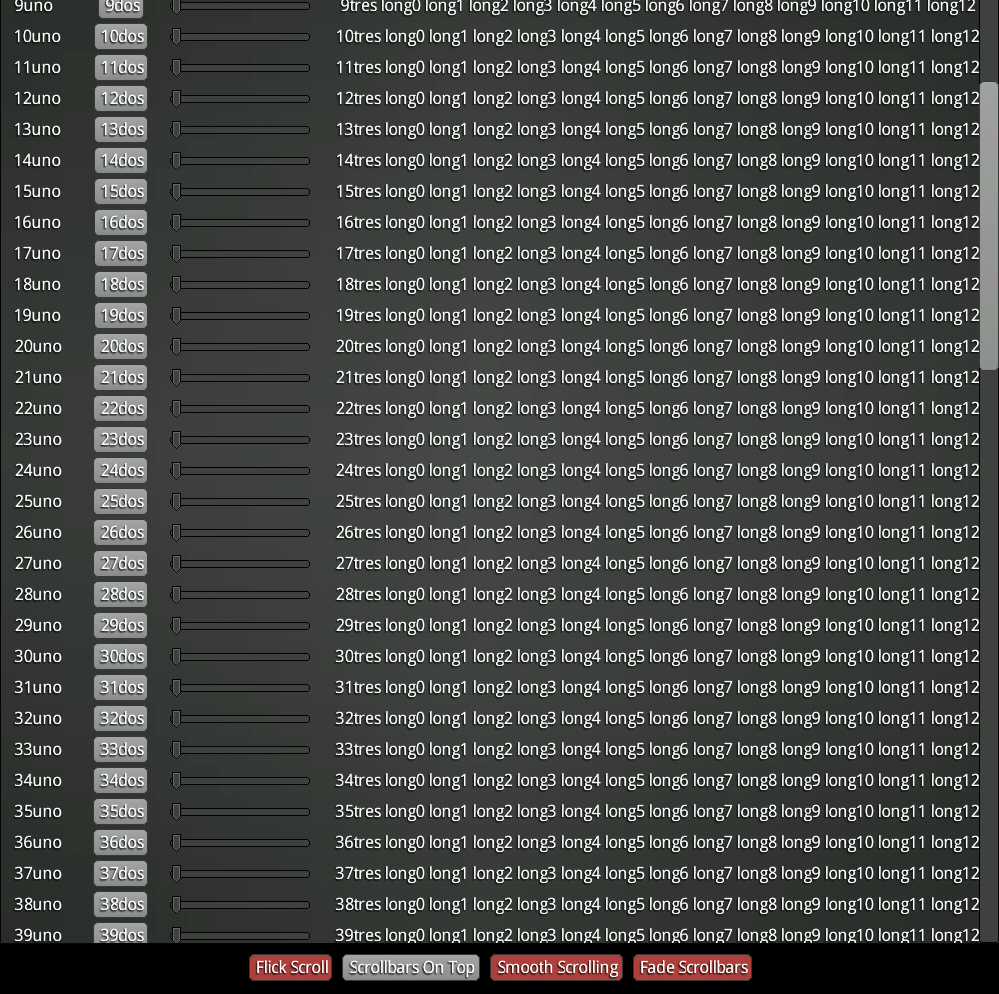 9uno 9dos 9tres long0 long1 long2 long3 long4 long5 long6 long7 long8 long9 long10 long11 long12
10uno 10dos 10tres long0 long1 long2 long3 long4 long5 long6 long7 long8 long9 long10 long11 long12
11uno 11dos 11tres long0 long1 long2 long3 long4 long5 long6 long7 long8 long9 long10 long11 long12
12uno 12dos 12tres long0 long1 long2 long3 long4 long5 long6 long7 long8 long9 long10 long11 long12
13uno 13dos 13tres long0 long1 long2 long3 long4 long5 long6 long7 long8 long9 long10 long11 long12
14uno 14dos 14tres long0 long1 long2 long3 long4 long5 long6 long7 long8 long9 long10 long11 long12
15uno 15dos 15tres long0 long1 long2 long3 long4 long5 long6 long7 long8 long9 long10 long11 long12
16uno 16dos 16tres long0 long1 long2 long3 long4 long5 long6 long7 long8 long9 long10 long11 long12
17uno 17dos 17tres long0 long1 long2 long3 long4 long5 long6 long7 long8 long9 long10 long11 long12
18uno 18dos 18tres long0 long1 long2 long3 long4 long5 long6 long7 long8 long9 long10 long11 long12
19uno 19dos 19tres long0 long1 long2 long3 long4 long5 long6 long7 long8 long9 long10 long11 long12
20uno 20dos 20tres long0 long1 long2 long3 long4 long5 long6 long7 long8 long9 long10 long11 long12
21uno 21dos 21tres long0 long1 long2 long3 long4 long5 long6 long7 long8 long9 long10 long11 long12
22uno 22dos 22tres long0 long1 long2 long3 long4 long5 long6 long7 long8 long9 long10 long11 long12
23uno 23dos 23tres long0 long1 long2 long3 long4 long5 long6 long7 long8 long9 long10 long11 long12
24uno 24dos 24tres long0 long1 long2 long3 long4 long5 long6 long7 long8 long9 long10 long11 long12
25uno 25dos 25tres long0 long1 long2 long3 long4 long5 long6 long7 long8 long9 long10 long11 long12
26uno 26dos 26tres long0 long1 long2 long3 long4 long5 long6 long7 long8 long9 long10 long11 long12
27uno 27dos 27tres long0 long1 long2 long3 long4 long5 long6 long7 long8 long9 long10 long11 long12
28uno 28dos 28tres long0 long1 long2 long3 long4 long5 long6 long7 long8 long9 long10 long11 long12
29uno 29dos 29tres long0 long1 long2 long3 long4 long5 long6 long7 long8 long9 long10 long11 long12
30uno 30dos 30tres long0 long1 long2 long3 long4 long5 long6 long7 long8 long9 long10 long11 long12
31uno 31dos 31tres long0 long1 long2 long3 long4 long5 long6 long7 long8 long9 long10 long11 long12
32uno 32dos 32tres long0 long1 long2 long3 long4 long5 long6 long7 long8 long9 long10 long11 long12
33uno 33dos 33tres long0 long1 long2 long3 long4 long5 long6 long7 long8 long9 long10 long11 long12
34uno 34dos 34tres long0 long1 long2 long3 long4 long5 long6 long7 long8 long9 long10 long11 long12
35uno 35dos 35tres long0 long1 long2 long3 long4 long5 long6 long7 long8 long9 long10 long11 long12
36uno 36dos 36tres long0 long1 long2 long3 long4 long5 long6 long7 long8 long9 long10 long11 long12
37uno 37dos 37tres long0 long1 long2 long3 long4 long5 long6 long7 long8 long9 long10 long11 long12
38uno 38dos 38tres long0 long1 long2 long3 long4 long5 long6 long7 long8 long9 long10 long11 long12
39uno 39dos 39tres long0 long1 long2 long3 long4 long5 long6 long7 long8 long9 long10 long11 long12
Flick Scroll Scrollbars On Top Smooth Scrolling Fade Scrollbars